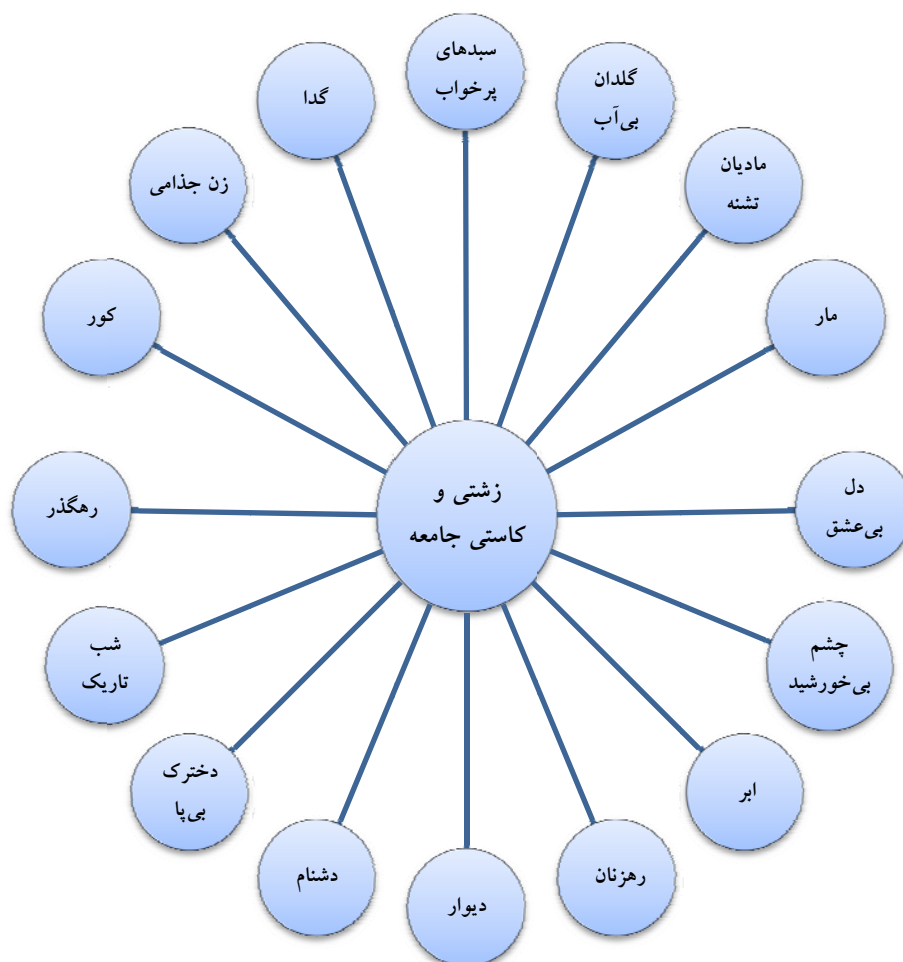 سبدهای
پرخواب
گلدان
بی‌آب
مادیان
تشنه
مار
دل
بی‌عشق
چشم
بی‌خورشید
ابر
رهزنان
دیوار
دشنام
دخترک
بی‌پا
شب
تاریک
رهگذر
کور
زن جذامی
گدا
زشتی و
کاستی جامعه